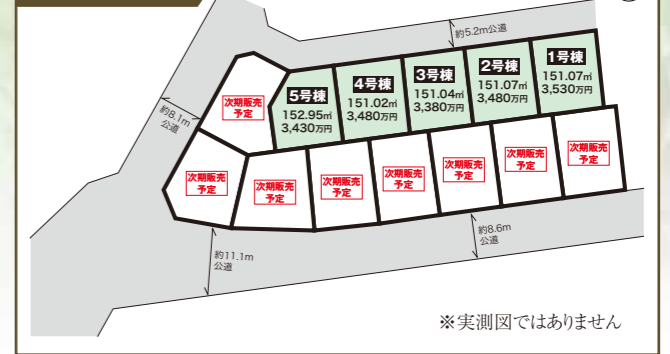 約5.2m公道
1号棟
151.07㎡
3,530万円
2号棟
151.07㎡
3,480万円
3号棟
151.04㎡
3,380万円
4号棟
151.02㎡
3,480万円
5号棟
152.95㎡
3,430万円
次期販売
予定
約8.1m
公道
次期販売
予定
次期販売
予定
次期販売
予定
次期販売
予定
次期販売
予定
次期販売
予定
次期販売
予定
約11.1m
公道
約8.6m
公道
※実測図ではありません